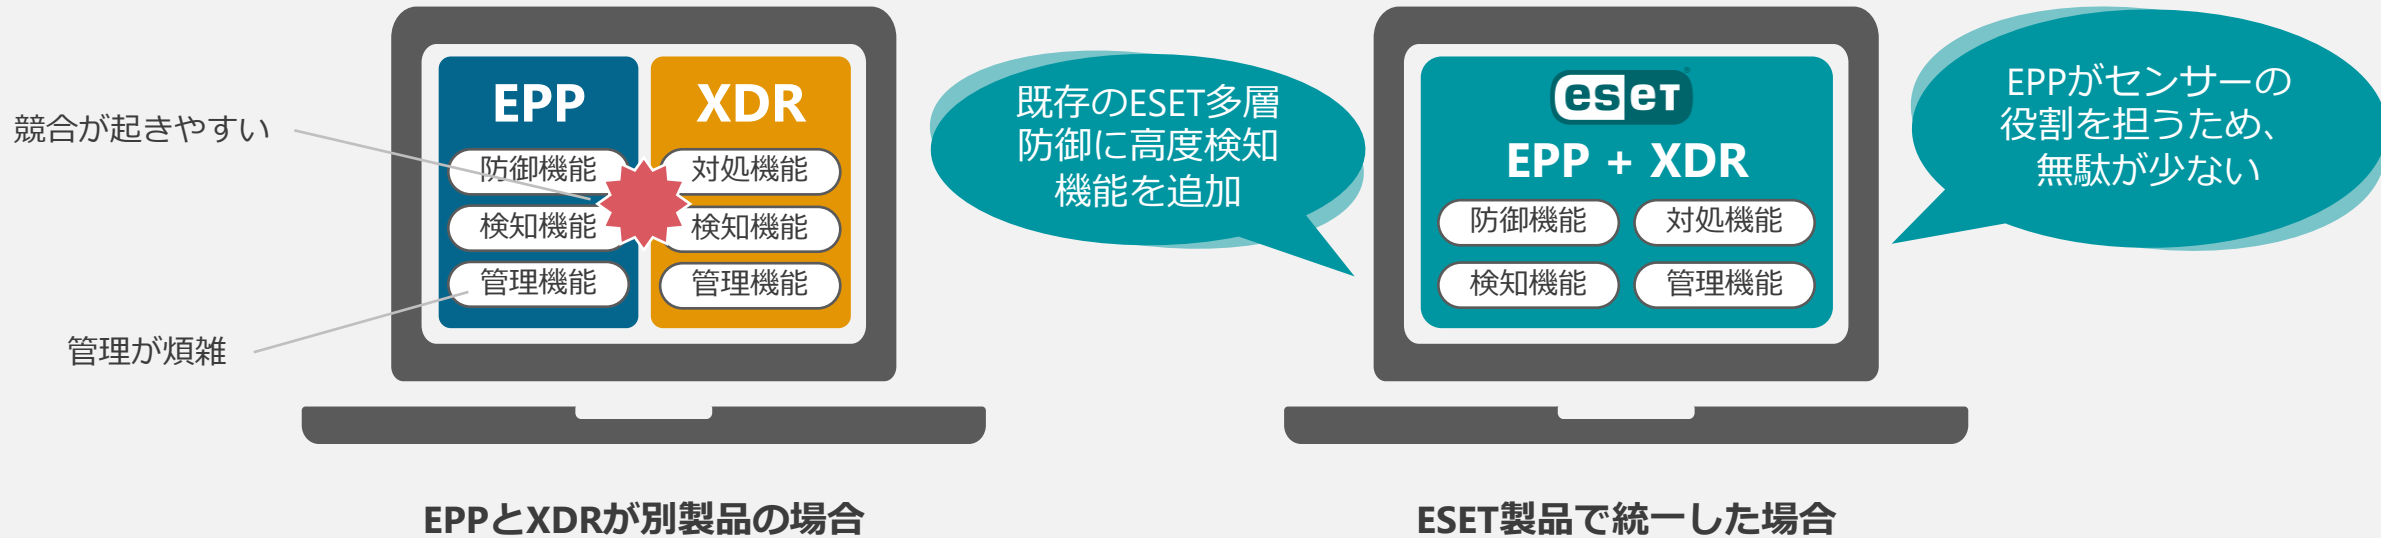 競合が起きやすい
管理が煩雑
EPP
防御機能
検知機能
管理機能
XDR
対処機能
検知機能
管理機能
EPPとXDRが別製品の場合
既存のESET多層
防御に高度検知
機能を追加
eseT
EPP + XDR
防御機能
対処機能
検知機能
管理機能
EPPがセンサーの
役割を担うため、
無駄が少ない
ESET製品で統一した場合